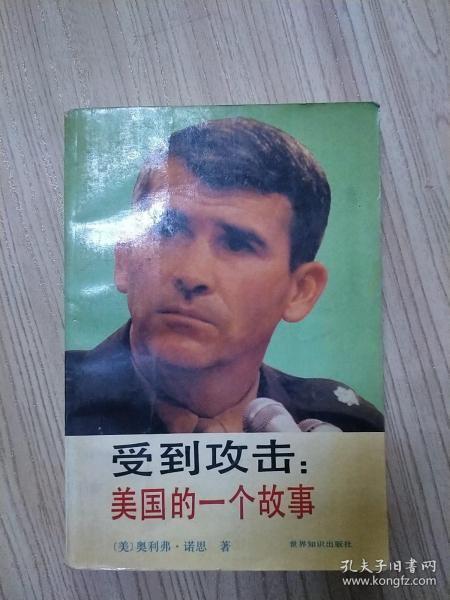 受到攻击：
美国的一个故事
〔美〕奥利弗·诺思 著
世界知识出版社
孔夫子旧书网
www.kongfz.com